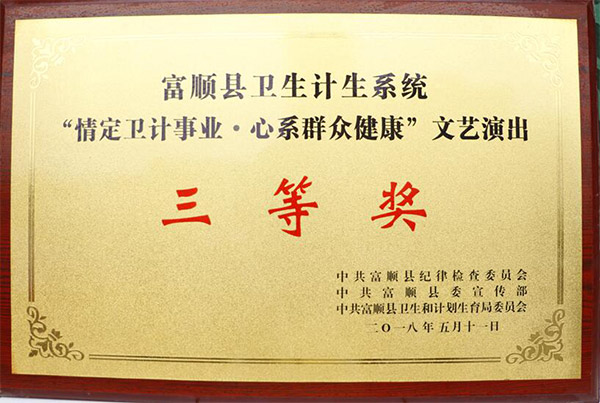 富顺县卫生计生系统
“情定卫计事业·心系群众健康”文艺演出
三等奖
中共富顺县纪律检查委员会
中共富顺县委宣传部
中共富顺县卫生和计划生育局委员会
二〇一八年五月十一日